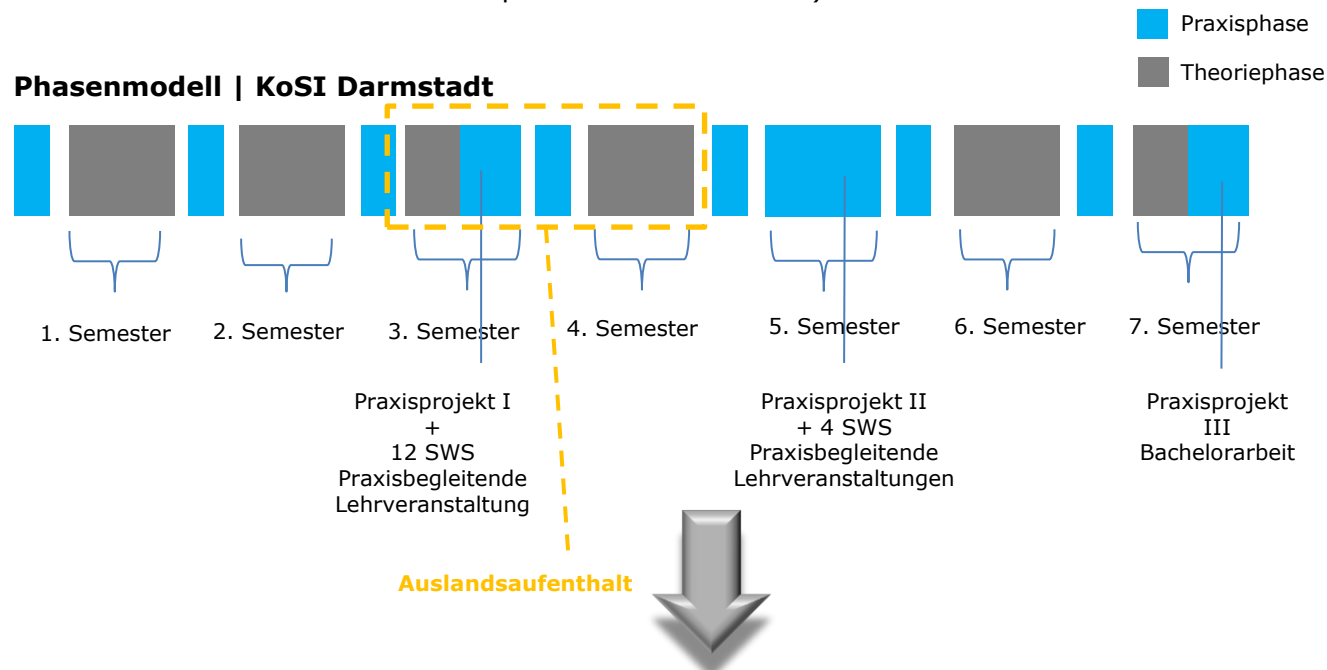 Praxisphase
Theoriephase
Phasenmodell | KoSI Darmstadt
1. Semester
2. Semester
3. Semester
4. Semester
5. Semester
6. Semester
7. Semester
Praxisprojekt I
+
12 SWS
Praxisbegleitende
Lehrveranstaltung
Praxisprojekt II
+ 4 SWS
Praxisbegleitende
Lehrveranstaltungen
Praxisprojekt
III
Bachelorarbeit
Auslandsaufenthalt